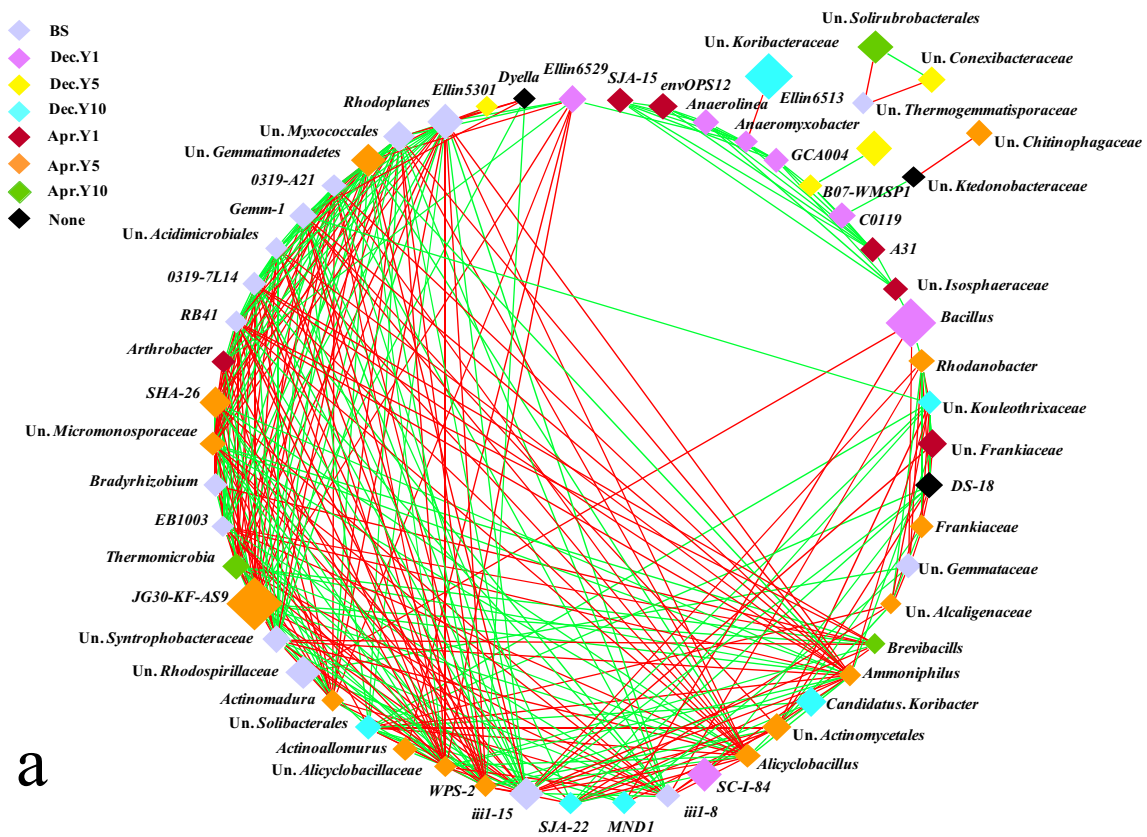 BS
Dec.Y1
Dec.Y5
Dec.Y10
Apr.Y1
Apr.Y5
Apr.Y10
None
Un. Solirubrobacterales
Un. Koribacteraceae
Un. Conexibacteraceae
Ellin6513
Un. Thermogemmatisporaceae
Un. Chitinophagaceae
Un. Ktedonobacteraceae
Rhodoplanes
Ellin5301
Dyella
Ellin6529
SJA-15
envOPS12
Anaerolinea
Anaeromyxobacter
GCA004
B07-WMSP1
C0119
A31
Un. Isosphaeraceae
Bacillus
Rhodanobacter
Un. Kouleothrixaceae
Un. Frankiaceae
DS-18
Frankiaceae
Un. Gemmataceae
Un. Alcaligenaceae
Brevibacills
Ammoniphilus
Candidatus. Koribacter
Un. Actinomycetales
Alicyclobacillus
SC-I-84
iii1-8
MND1
SJA-22
iii1-15
WPS-2
Un. Alicyclobacillaceae
Actinoallomurus
Un. Solibacterales
Actinomadura
Un. Rhodospirillaceae
Un. Syntrophobacteraceae
JG30-KF-AS9
Thermomicrobia
EB1003
Bradyrhizobium
Un. Micromonosporaceae
SHA-26
Arthrobacter
RB41
0319-7L14
Un. Acidimicrobiales
Gemm-1
0319-A21
Un. Gemmatimonadetes
Un. Myxococcales
a